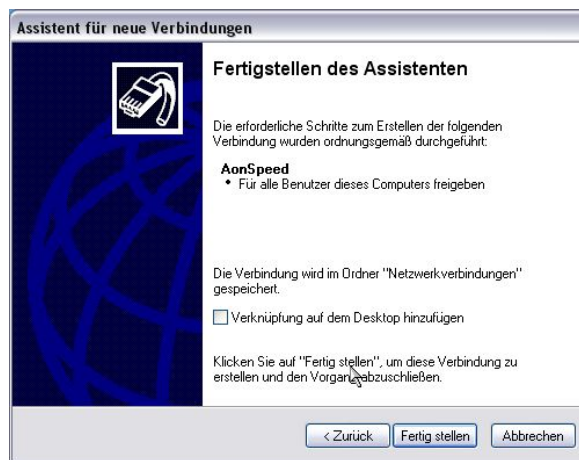 Assistent für neue Verbindungen
Fertigstellen des Assistenten
Die erforderliche Schritte zum Erstellen der folgenden
Verbindung wurden ordnungsgemäß durchgeführt:
AonSpeed
• Für alle Benutzer dieses Computers freigeben
Die Verbindung wird im Ordner "Netzwerkverbindungen"
gespeichert.
Verknüpfung auf dem Desktop hinzufügen
Klicken Sie auf "Fertig stellen", um diese Verbindung zu
erstellen und den Vorgang abzuschließen.
< Zurück Fertig stellen Abbrechen